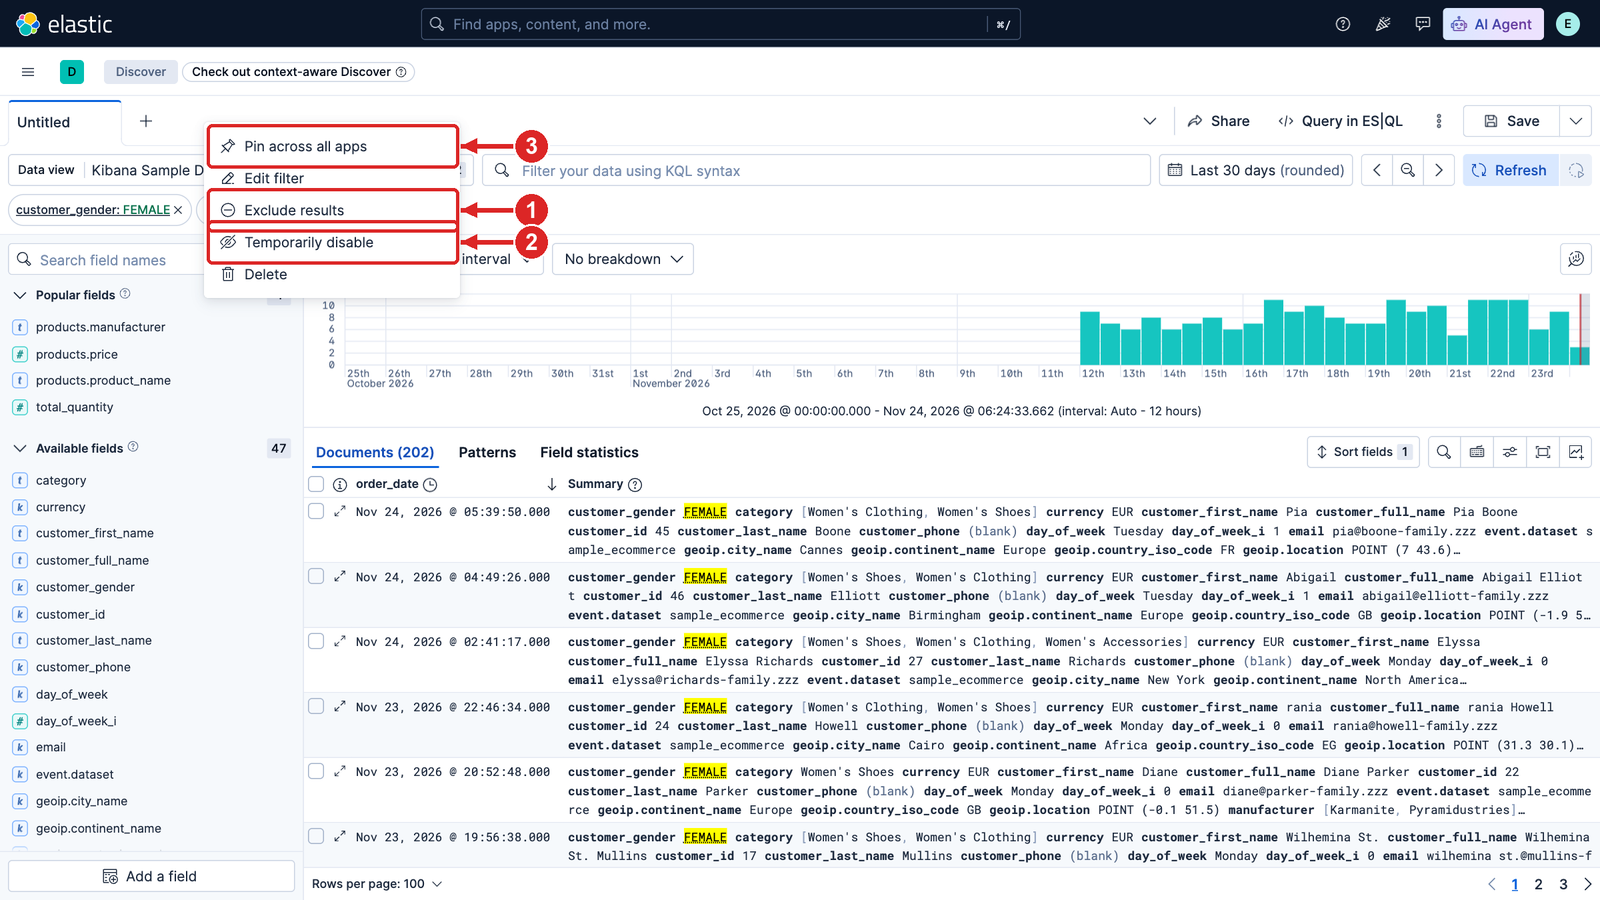 elastic
Find apps, content, and more.
⌘/
AI Agent
E
D
Discover
Check out context-aware Discover
Untitled
Share
Query in ES|QL
Save
Pin across all apps
3
Data view
Kibana Sample D
Filter your data using KQL syntax
Last 30 days (rounded)
Refresh
Edit filter
customer_gender: FEMALE
Exclude results
1
Temporarily disable
2
Delete
Search field names
interval
No breakdown
Popular fields
products.manufacturer
products.price
products.product_name
total_quantity
Available fields
47
category
currency
customer_first_name
customer_full_name
customer_gender
customer_id
customer_last_name
customer_phone
day_of_week
day_of_week_i
email
event.dataset
geoip.city_name
geoip.continent_name
Add a field
10
8
6
4
2
0
25th 26th 27th 28th 29th 30th 31st 1st 2nd 3rd 4th 5th 6th 7th 8th 9th 10th 11th 12th 13th 14th 15th 16th 17th 18th 19th 20th 21st 22nd 23rd
October 2026 November 2026
Oct 25, 2026 @ 00:00:00.000 - Nov 24, 2026 @ 06:24:33.662 (interval: Auto - 12 hours)
Documents (202)
Patterns
Field statistics
Sort fields 1
order_date
Summary
Nov 24, 2026 @ 05:39:50.000
customer_gender FEMALE category [Women's Clothing, Women's Shoes] currency EUR customer_first_name Pia customer_full_name Pia Boone
customer_id 45 customer_last_name Boone customer_phone (blank) day_of_week Tuesday day_of_week_i 1 email pia@boone-family.zzz event.dataset s
ample_ecommerce geoip.city_name Cannes geoip.continent_name Europe geoip.country_iso_code FR geoip.location POINT (7 43.6)…
Nov 24, 2026 @ 04:49:26.000
customer_gender FEMALE category [Women's Shoes, Women's Clothing] currency EUR customer_first_name Abigail customer_full_name Abigail Elliot
t customer_id 46 customer_last_name Elliott customer_phone (blank) day_of_week Tuesday day_of_week_i 1 email abigail@elliott-family.zzz
event.dataset sample_ecommerce geoip.city_name Birmingham geoip.continent_name Europe geoip.country_iso_code GB geoip.location POINT (-1.9 5…
Nov 24, 2026 @ 02:41:17.000
customer_gender FEMALE category [Women's Shoes, Women's Clothing, Women's Accessories] currency EUR customer_first_name Elyssa
customer_full_name Elyssa Richards customer_id 27 customer_last_name Richards customer_phone (blank) day_of_week Monday day_of_week_i 0
email elyssa@richards-family.zzz event.dataset sample_ecommerce geoip.city_name New York geoip.continent_name North America…
Nov 23, 2026 @ 22:46:34.000
customer_gender FEMALE category [Women's Clothing, Women's Shoes] currency EUR customer_first_name rania customer_full_name rania Howell
customer_id 24 customer_last_name Howell customer_phone (blank) day_of_week Monday day_of_week_i 0 email rania@howell-family.zzz
event.dataset sample_ecommerce geoip.city_name Cairo geoip.continent_name Africa geoip.country_iso_code EG geoip.location POINT (31.3 30.1)…
Nov 23, 2026 @ 20:52:48.000
customer_gender FEMALE category Women's Shoes currency EUR customer_first_name Diane customer_full_name Diane Parker customer_id 22
customer_last_name Parker customer_phone (blank) day_of_week Monday day_of_week_i 0 email diane@parker-family.zzz event.dataset sample_ecomme
rce geoip.continent_name Europe geoip.country_iso_code GB geoip.location POINT (-0.1 51.5) manufacturer [Karmanite, Pyramidustries]…
Nov 23, 2026 @ 19:56:38.000
customer_gender FEMALE category [Women's Shoes, Women's Clothing] currency EUR customer_first_name Wilhemina St. customer_full_name Wilhemina
St. Mullins customer_id 17 customer_last_name Mullins customer_phone (blank) day_of_week Monday day_of_week_i 0 email wilhemina st.@mullins-f
Rows per page: 100
1 2 3